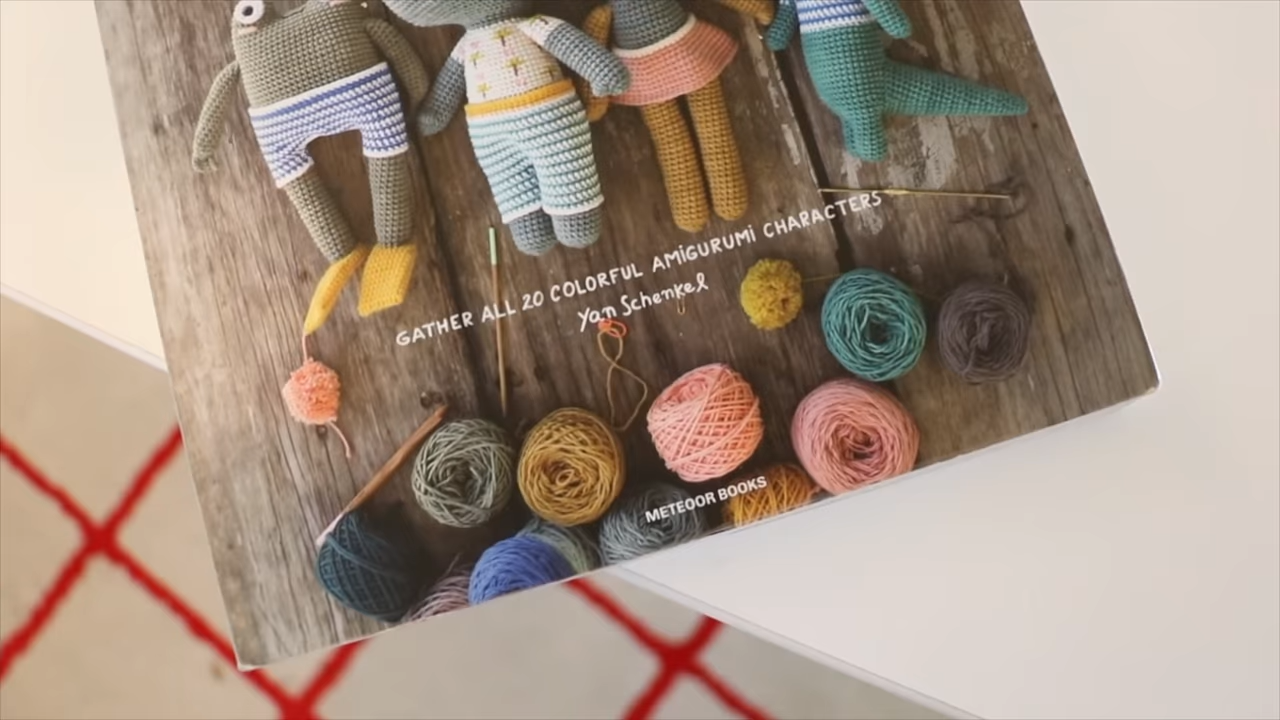 GATHER ALL 20 COLORFUL AMIGURUMI CHARACTERS
Yan Schenkel
METEOOR BOOKS